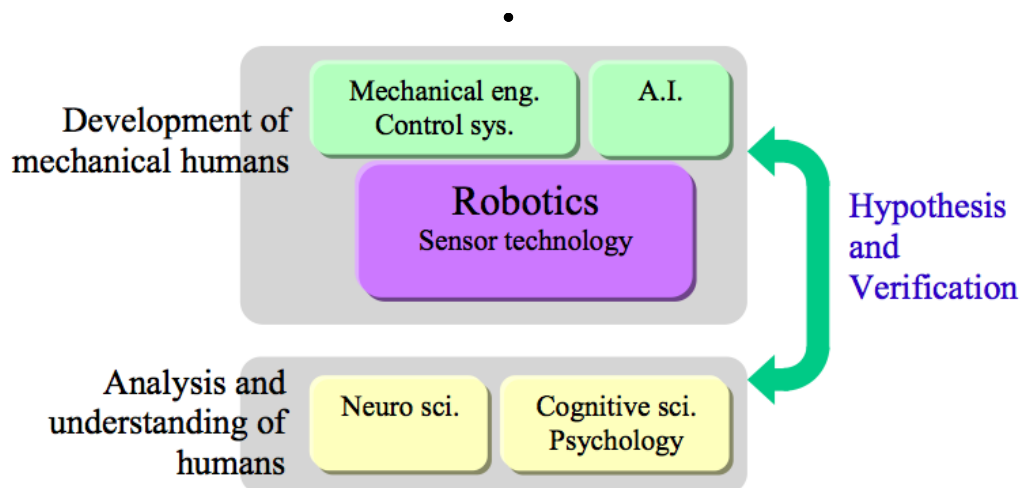 Development of
mechanical humans
Mechanical eng.
Control sys.
A.I.
Robotics
Sensor technology
Hypothesis
and
Verification
Analysis and
understanding of
humans
Neuro sci.
Cognitive sci.
Psychology